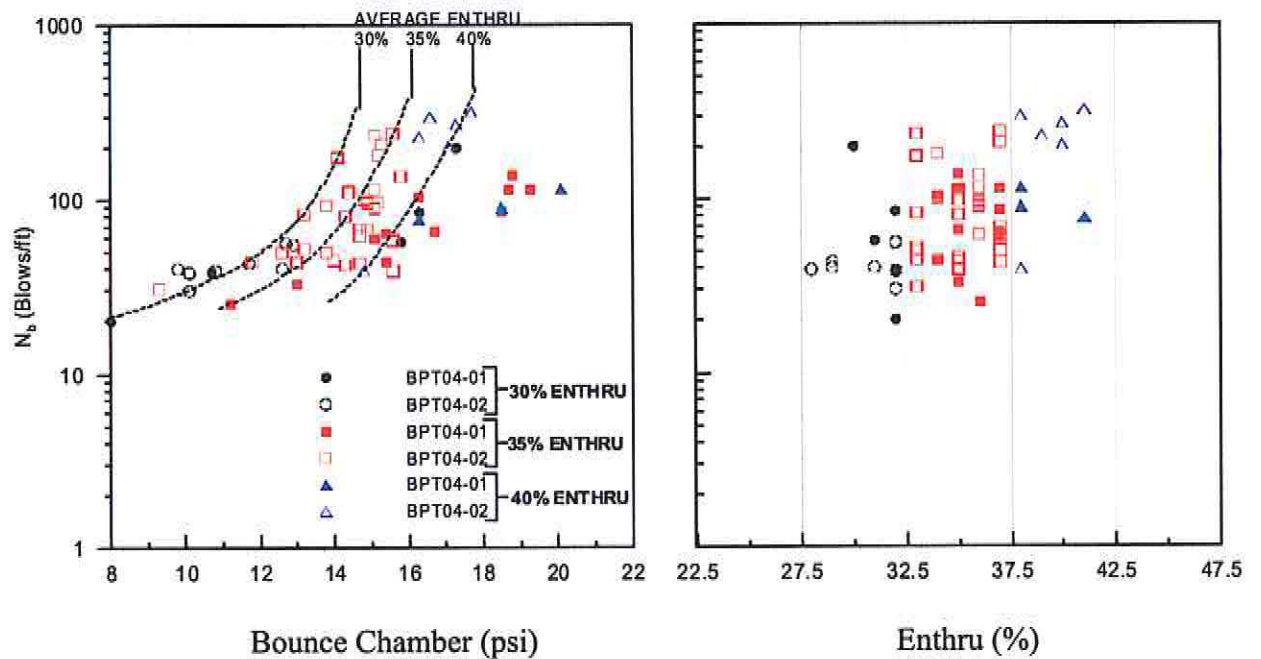 AVERAGE ENTHRU
30% 35% 40%
1000
100
10
1
N_b (Blows/ft)
BPT04-01
BPT04-02
30% ENTHRU
BPT04-01
BPT04-02
35% ENTHRU
BPT04-01
BPT04-02
40% ENTHRU
8 10 12 14 16 18 20 22
Bounce Chamber (psi)
22.5 27.5 32.5 37.5 42.5 47.5
Enthru (%)